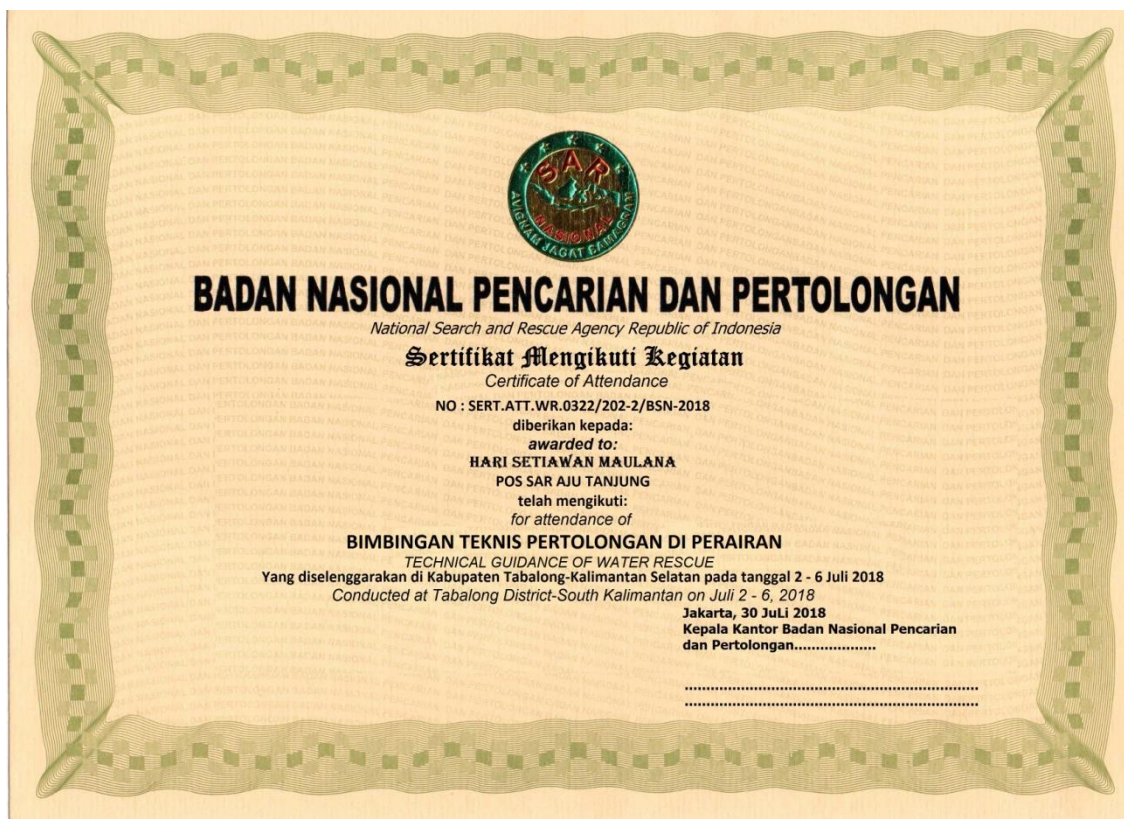 SAR
NASIONAL
AVIGNAM JAGAT SAMAGRAM
BADAN NASIONAL PENCARIAN DAN PERTOLONGAN
National Search and Rescue Agency Republic of Indonesia
Sertifikat Mengikuti Kegiatan
Certificate of Attendance
NO : SERT.ATT.WR.0322/202-2/BSN-2018
diberikan kepada:
awarded to:
HARI SETIAWAN MAULANA
POS SAR AJU TANJUNG
telah mengikuti:
for attendance of
BIMBINGAN TEKNIS PERTOLONGAN DI PERAIRAN
TECHNICAL GUIDANCE OF WATER RESCUE
Yang diselenggarakan di Kabupaten Tabalong-Kalimantan Selatan pada tanggal 2 - 6 Juli 2018
Conducted at Tabalong District-South Kalimantan on Juli 2 - 6, 2018
Jakarta, 30 JuLi 2018
Kepala Kantor Badan Nasional Pencarian
dan Pertolongan...................